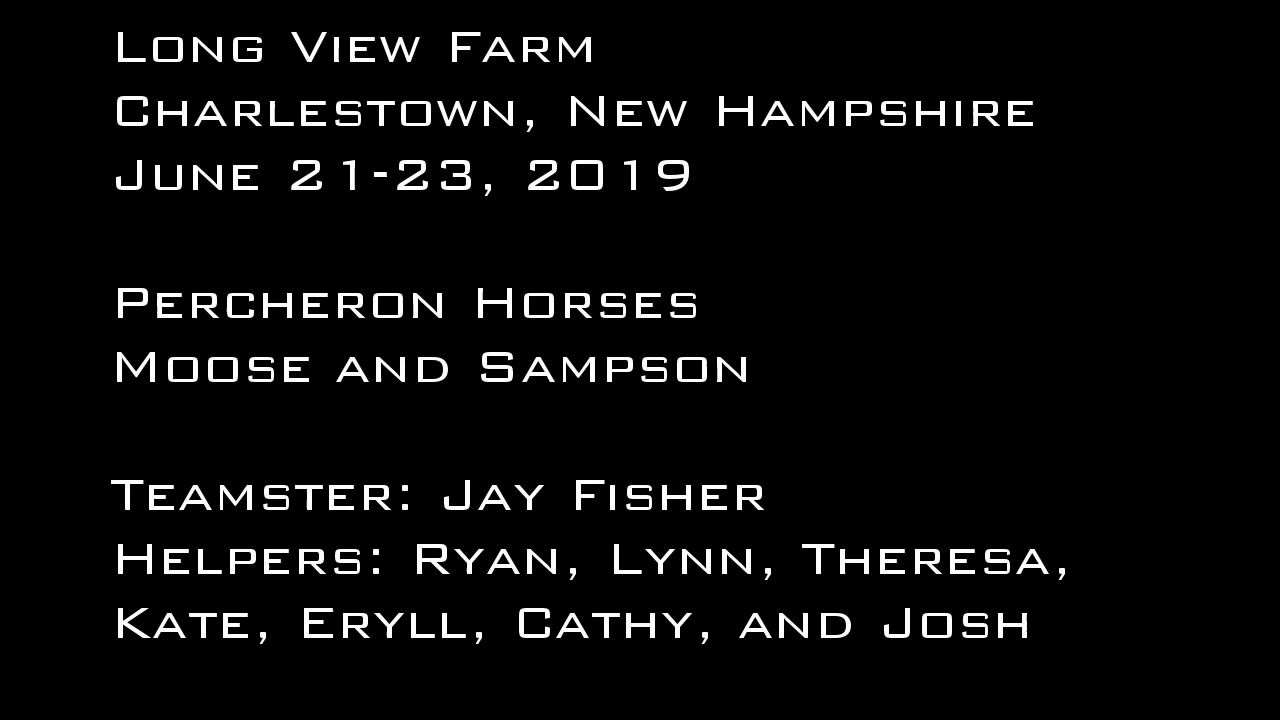 Long View Farm
Charlestown, New Hampshire
June 21-23, 2019
Percheron Horses
Moose and Sampson
Teamster: Jay Fisher
Helpers: Ryan, Lynn, Theresa,
Kate, Eryll, Cathy, and Josh